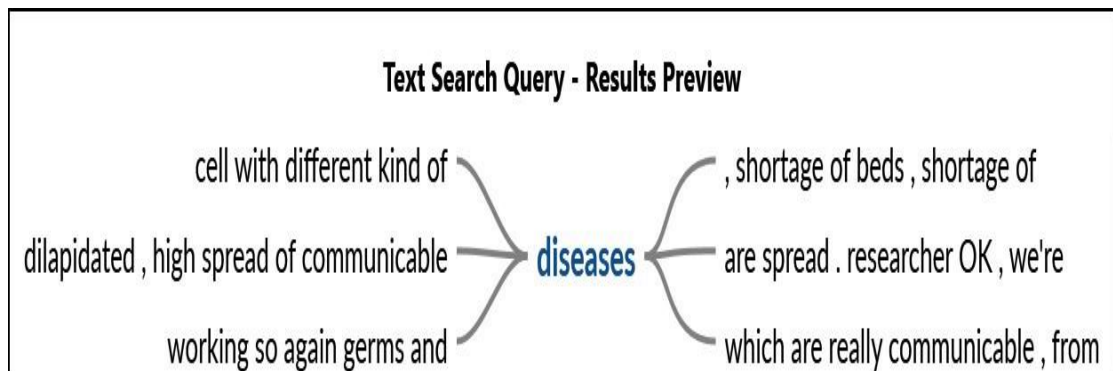 Text Search Query - Results Preview
cell with different kind of
, shortage of beds , shortage of
dilapidated , high spread of communicable
diseases
are spread . researcher OK , we're
working so again germs and
which are really communicable , from